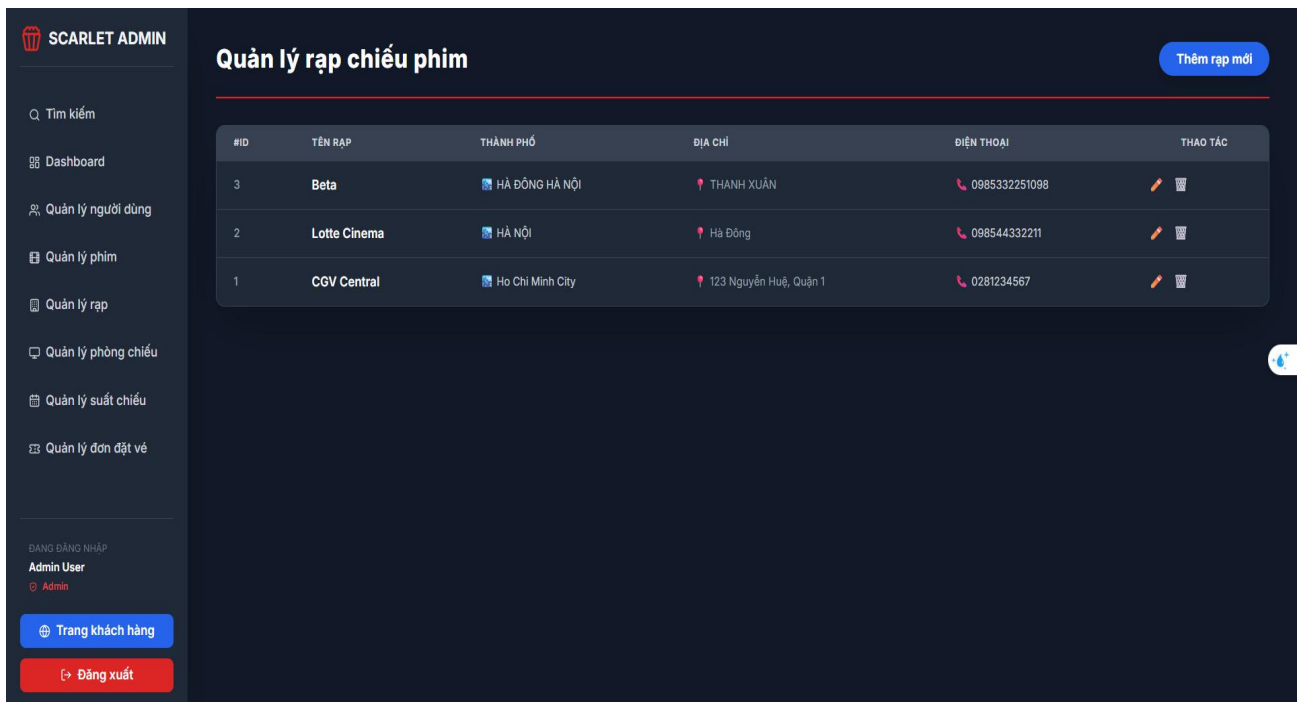 SCARLET ADMIN
Tìm kiếm
Dashboard
Quản lý người dùng
Quản lý phim
Quản lý rạp
Quản lý phòng chiếu
Quản lý suất chiếu
Quản lý đơn đặt vé
ĐANG ĐĂNG NHẬP
Admin User
Admin
Trang khách hàng
Đăng xuất
Quản lý rạp chiếu phim
Thêm rạp mới
#ID TÊN RẠP THÀNH PHỐ ĐỊA CHỈ ĐIỆN THOẠI THAO TÁC
3 Beta HÀ ĐÔNG HÀ NỘI THANH XUÂN 0985332251098
2 Lotte Cinema HÀ NỘI Hà Đông 098544332211
1 CGV Central Ho Chi Minh City 123 Nguyễn Huệ, Quận 1 0281234567